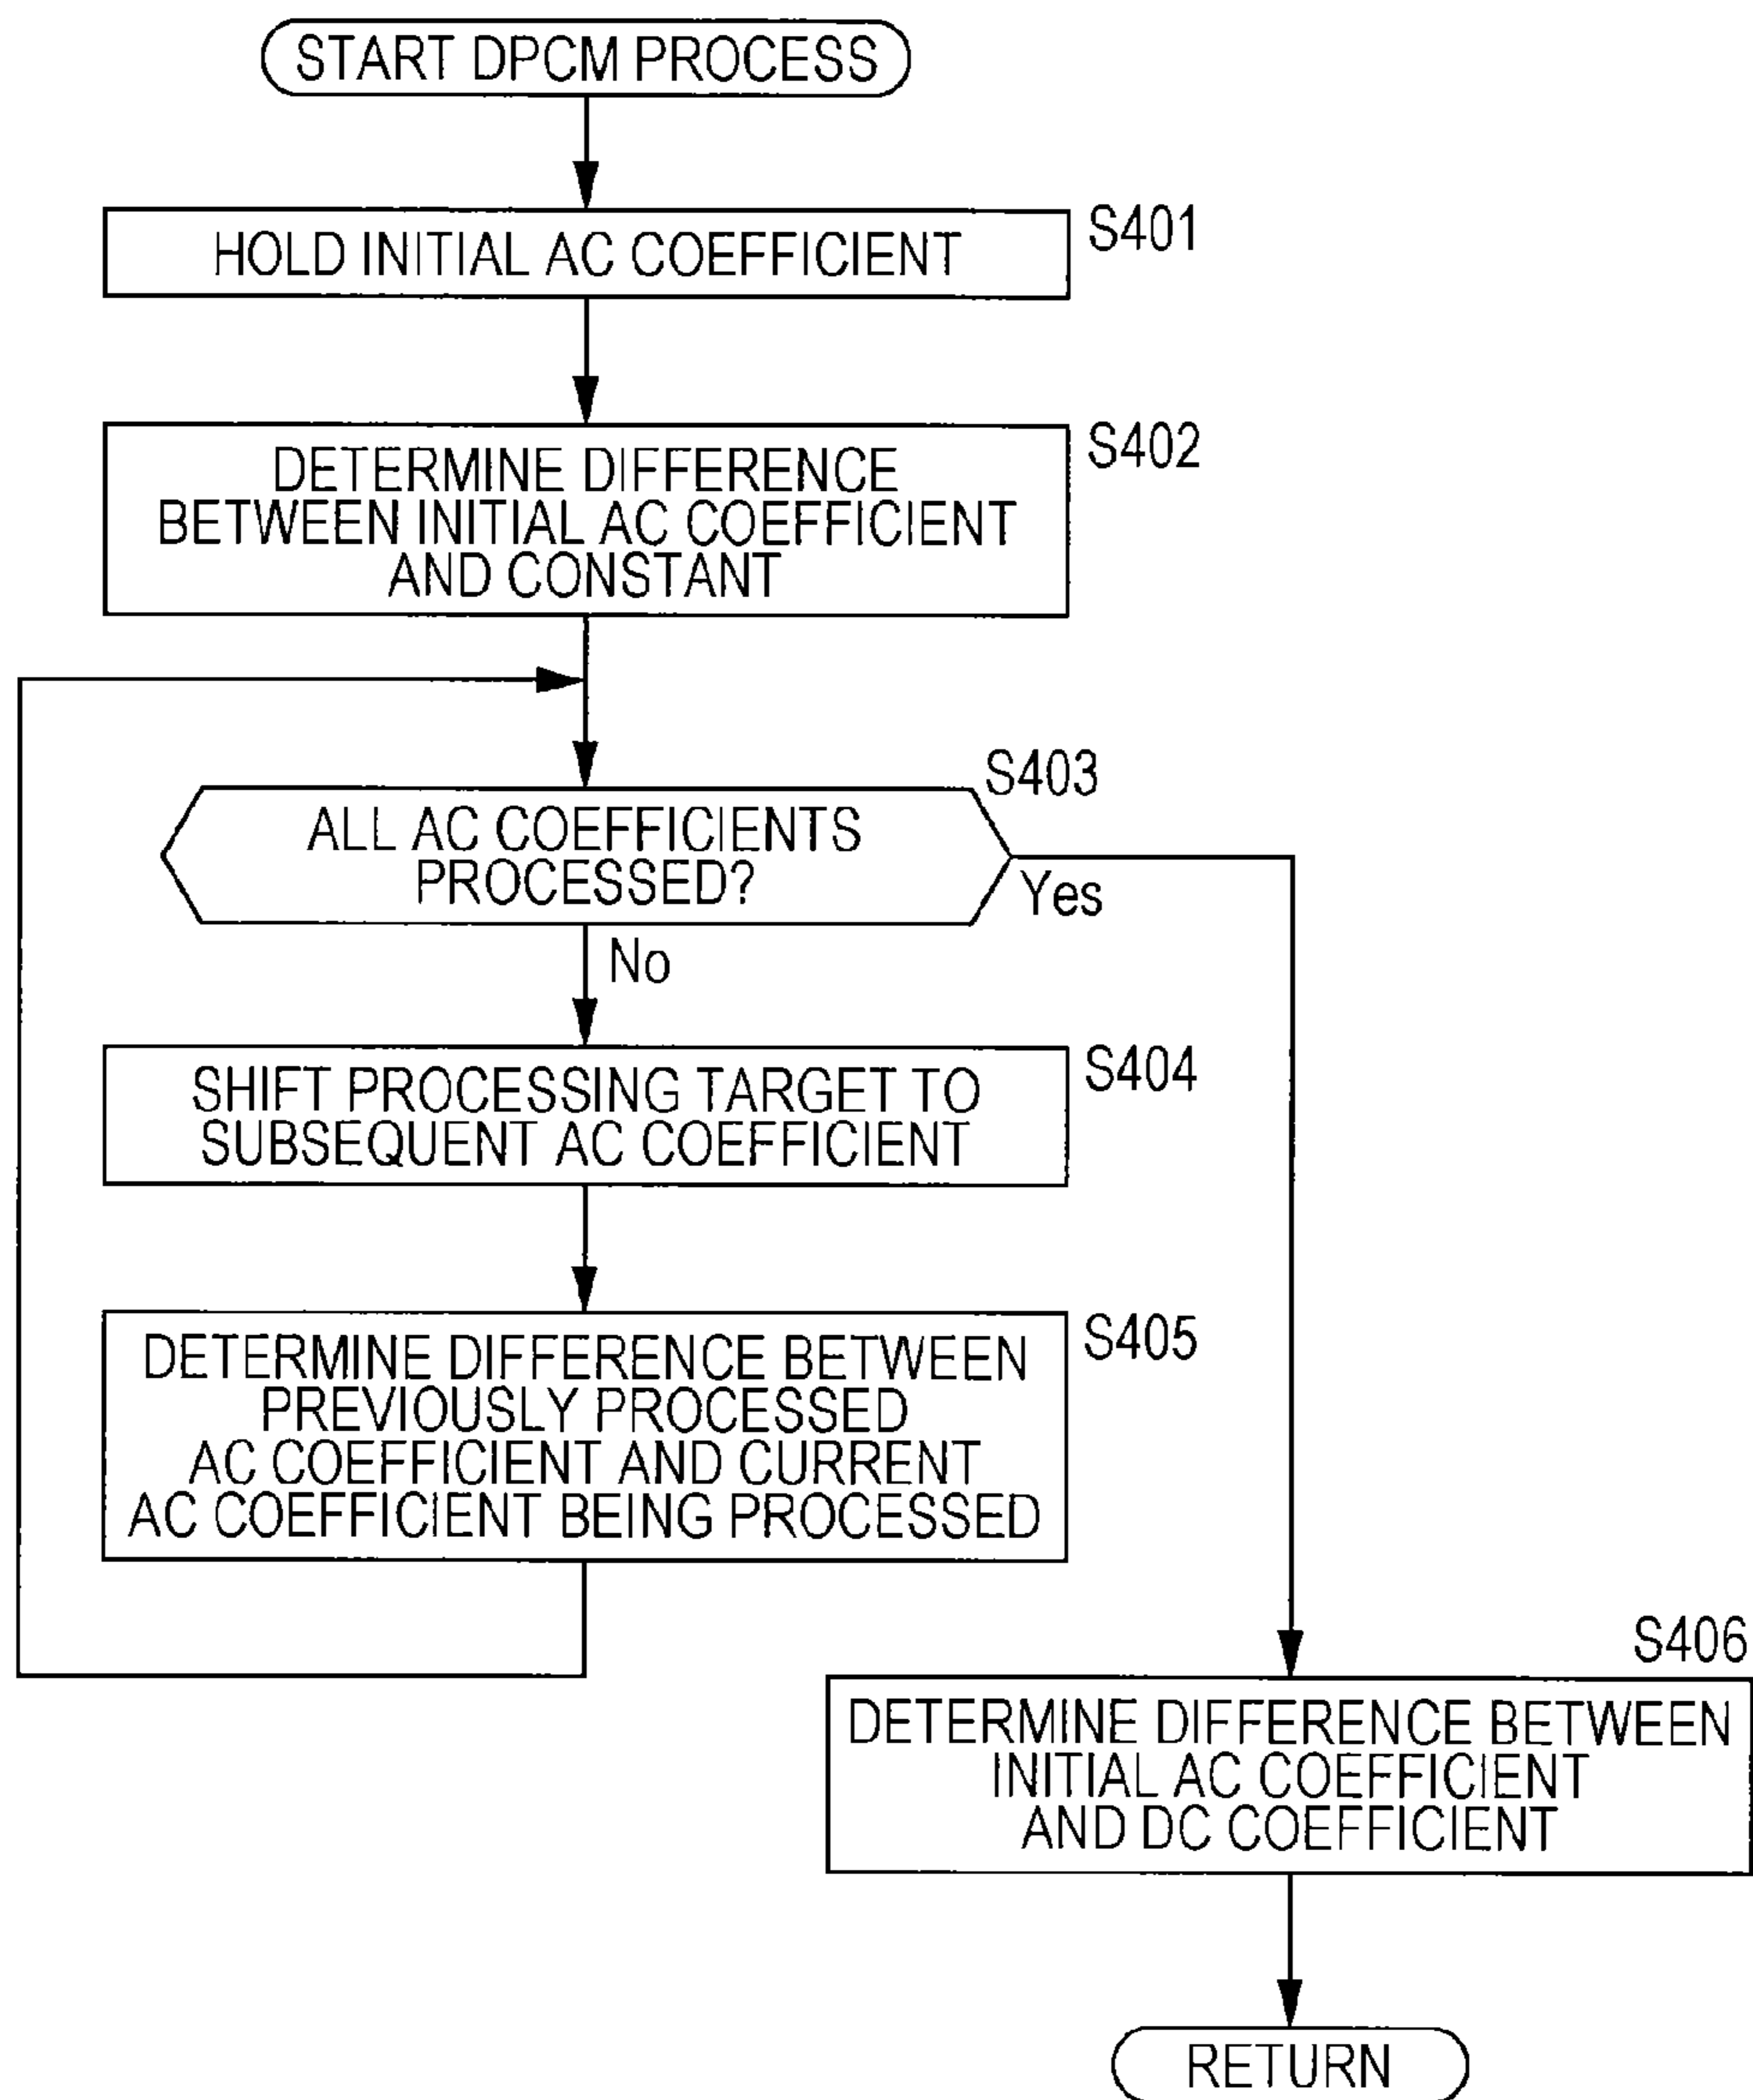 START DPCM PROCESS
HOLD INITIAL AC COEFFICIENT
S401
DETERMINE DIFFERENCE
BETWEEN INITIAL AC COEFFICIENT
AND CONSTANT
S402
S403
ALL AC COEFFICIENTS
PROCESSED?
Yes
No
SHIFT PROCESSING TARGET TO
SUBSEQUENT AC COEFFICIENT
S404
DETERMINE DIFFERENCE BETWEEN
PREVIOUSLY PROCESSED
AC COEFFICIENT AND CURRENT
AC COEFFICIENT BEING PROCESSED
S405
S406
DETERMINE DIFFERENCE BETWEEN
INITIAL AC COEFFICIENT
AND DC COEFFICIENT
RETURN